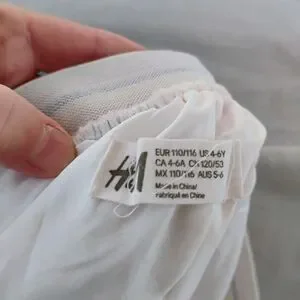 H&M
EUR 110/116 US 4-6Y
CA 4-6A CN 120/53
MX 110/116 AUS 5-6
Made in China/
Fabriqué en Chine